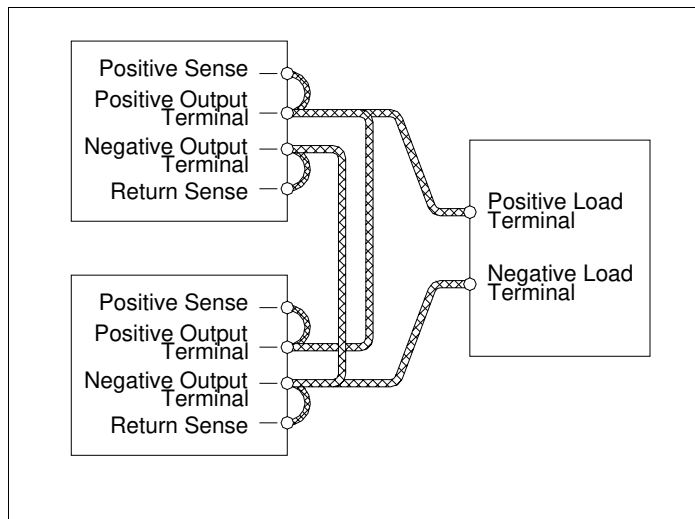 Positive Sense
Positive Output
Terminal
Negative Output
Terminal
Return Sense
Positive Load
Terminal
Negative Load
Terminal
Positive Sense
Positive Output
Terminal
Negative Output
Terminal
Return Sense